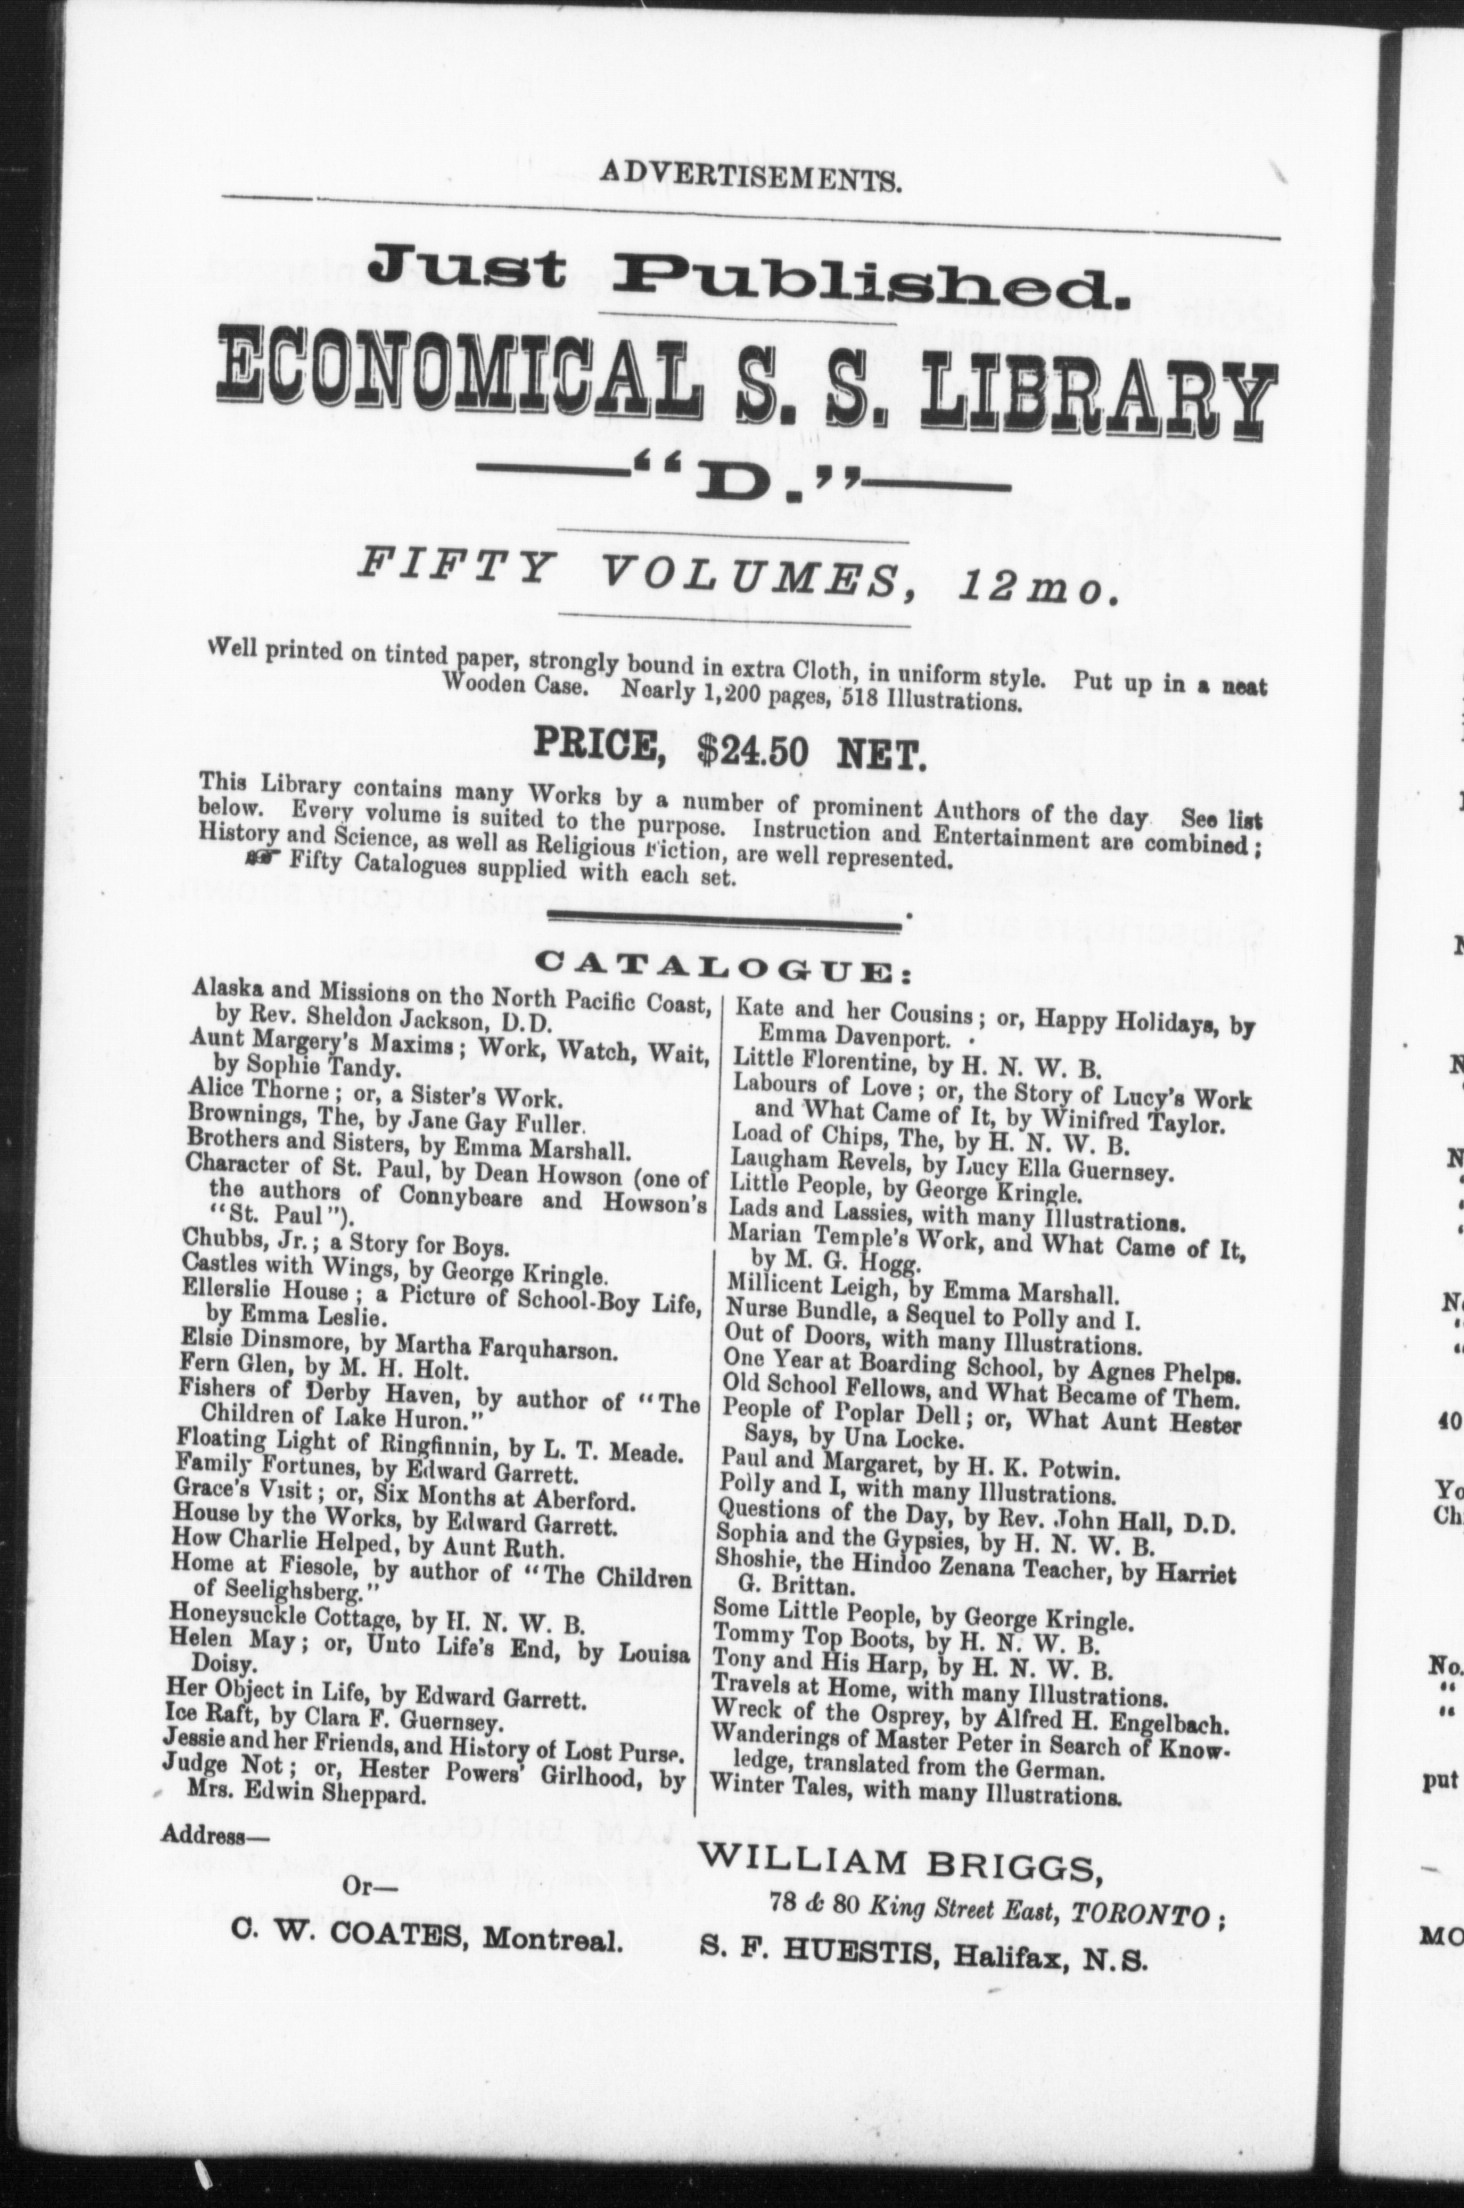 ADVERTISEMENTS.
Just Published.
ECONOMICAL S. S. LIBRARY
"D."
FIFTY VOLUMES, 12mo.
Well printed on tinted paper, strongly bound in extra Cloth, in uniform style. Put up in a neat
Wooden Case. Nearly 1,200 pages, 518 Illustrations.
PRICE, $24.50 NET.
This Library contains many Works by a number of prominent Authors of the day. See list
below. Every volume is suited to the purpose. Instruction and Entertainment are combined;
History and Science, as well as Religious Fiction, are well represented.
☞ Fifty Catalogues supplied with each set.
CATALOGUE:
Alaska and Missions on the North Pacific Coast,
by Rev. Sheldon Jackson, D.D.
Aunt Margery's Maxims; Work, Watch, Wait,
by Sophie Tandy.
Alice Thorne; or, a Sister's Work.
Brownings, The, by Jane Gay Fuller.
Brothers and Sisters, by Emma Marshall.
Character of St. Paul, by Dean Howson (one of
the authors of Connybeare and Howson's
"St. Paul").
Chubbs, Jr.; a Story for Boys.
Castles with Wings, by George Kringle.
Ellerslie House; a Picture of School-Boy Life,
by Emma Leslie.
Elsie Dinsmore, by Martha Farquharson.
Fern Glen, by M. H. Holt.
Fishers of Derby Haven, by author of "The
Children of Lake Huron."
Floating Light of Ringfinnin, by L. T. Meade.
Family Fortunes, by Edward Garrett.
Grace's Visit; or, Six Months at Aberford.
House by the Works, by Edward Garrett.
How Charlie Helped, by Aunt Ruth.
Home at Fiesole, by author of "The Children
of Seelighsberg."
Honeysuckle Cottage, by H. N. W. B.
Helen May; or, Unto Life's End, by Louisa
Doisy.
Her Object in Life, by Edward Garrett.
Ice Raft, by Clara F. Guernsey.
Jessie and her Friends, and History of Lost Purse.
Judge Not; or, Hester Powers' Girlhood, by
Mrs. Edwin Sheppard.
Kate and her Cousins; or, Happy Holidays, by
Emma Davenport.
Little Florentine, by H. N. W. B.
Labours of Love; or, the Story of Lucy's Work
and What Came of It, by Winifred Taylor.
Load of Chips, The, by H. N. W. B.
Laugham Revels, by Lucy Ella Guernsey.
Little People, by George Kringle.
Lads and Lassies, with many Illustrations.
Marian Temple's Work, and What Came of It,
by M. G. Hogg.
Millicent Leigh, by Emma Marshall.
Nurse Bundle, a Sequel to Polly and I.
Out of Doors, with many Illustrations.
One Year at Boarding School, by Agnes Phelps.
Old School Fellows, and What Became of Them.
People of Poplar Dell; or, What Aunt Hester
Says, by Una Locke.
Paul and Margaret, by H. K. Potwin.
Polly and I, with many Illustrations.
Questions of the Day, by Rev. John Hall, D.D.
Sophia and the Gypsies, by H. N. W. B.
Shoshie, the Hindoo Zenana Teacher, by Harriet
G. Brittan.
Some Little People, by George Kringle.
Tommy Top Boots, by H. N. W. B.
Tony and His Harp, by H. N. W. B.
Travels at Home, with many Illustrations.
Wreck of the Osprey, by Alfred H. Engelbach.
Wanderings of Master Peter in Search of Know-
ledge, translated from the German.
Winter Tales, with many Illustrations.
Address—
WILLIAM BRIGGS,
78 & 80 King Street East, TORONTO;
Or—
C. W. COATES, Montreal.
S. F. HUESTIS, Halifax, N.S.
40
No.
put